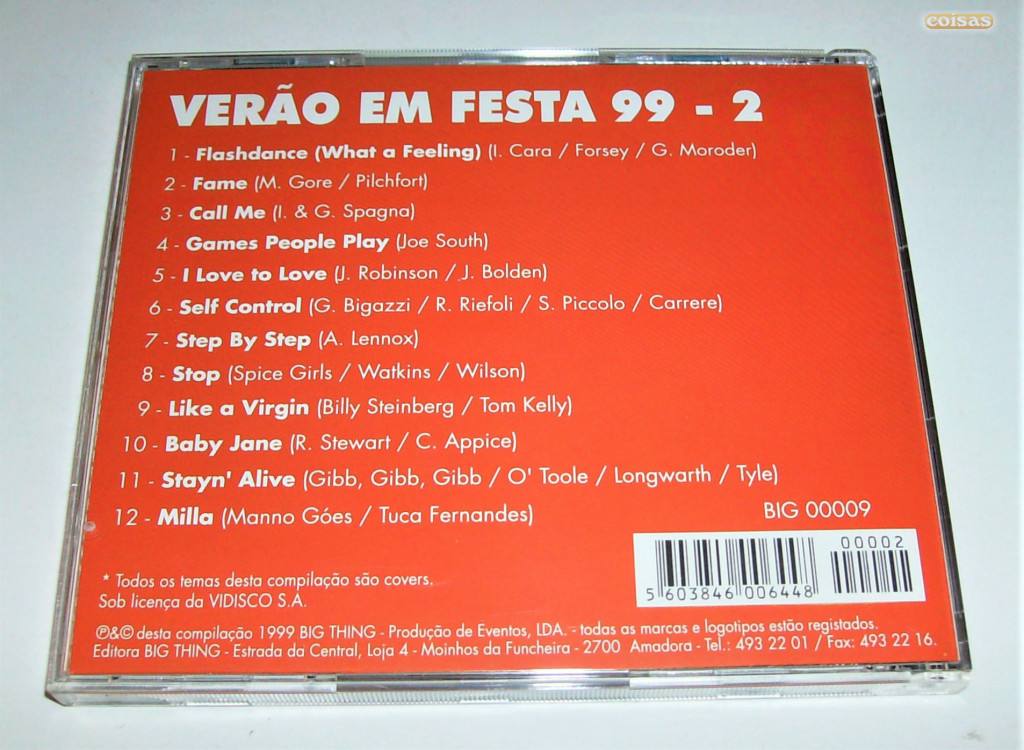 coisas
VERÃO EM FESTA 99 - 2
1 - Flashdance (What a Feeling) (I. Cara / Forsey / G. Moroder)
2 - Fame (M. Gore / Pilchfort)
3 - Call Me (I. & G. Spagna)
4 - Games People Play (Joe South)
5 - I Love to Love (J. Robinson / J. Bolden)
6 - Self Control (G. Bigazzi / R. Riefoli / S. Piccolo / Carrere)
7 - Step By Step (A. Lennox)
8 - Stop (Spice Girls / Watkins / Wilson)
9 - Like a Virgin (Billy Steinberg / Tom Kelly)
10 - Baby Jane (R. Stewart / C. Appice)
11 - Stayn' Alive (Gibb, Gibb, Gibb / O' Toole / Longwarth / Tyle)
12 - Milla (Manno Góes / Tuca Fernandes)
BIG 00009
00002
5 603846 006448
* Todos os temas desta compilação são covers.
Sob licença da VIDISCO S.A.
℗&© desta compilação 1999 BIG THING - Produção de Eventos, LDA. - todas as marcas e logotipos estão registados.
Editora BIG THING - Estrada da Central, Loja 4 - Moinhos da Funcheira - 2700 Amadora - Tel.: 493 22 01 / Fax: 493 22 16.